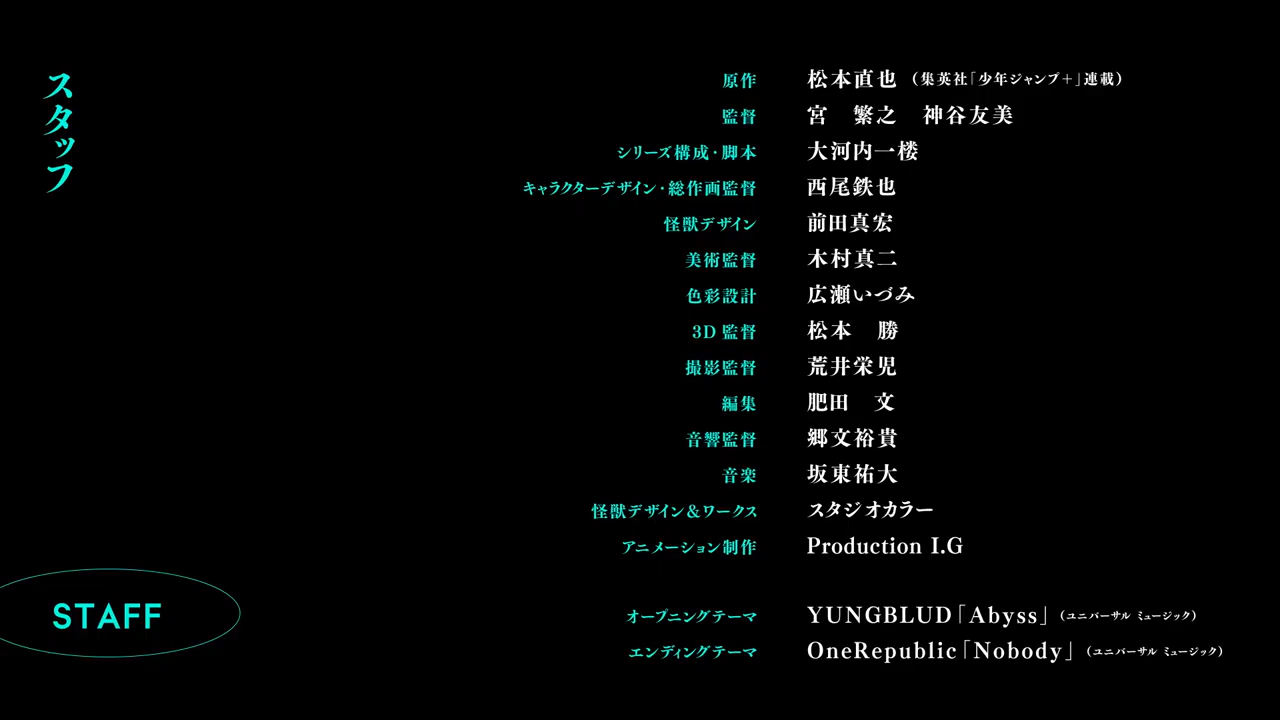 スタッフ
原作 松本直也 (集英社「少年ジャンプ+」連載)
監督 宮 繁之 神谷友美
シリーズ構成・脚本 大河内一楼
キャラクターデザイン・総作画監督 西尾鉄也
怪獣デザイン 前田真宏
美術監督 木村真二
色彩設計 広瀬いづみ
3D 監督 松本 勝
撮影監督 荒井栄児
編集 肥田 文
音響監督 郷文裕貴
音楽 坂東祐大
怪獣デザイン&ワークス スタジオカラー
アニメーション制作 Production I.G
オープニングテーマ YUNGBLUD「Abyss」(ユニバーサル ミュージック)
エンディングテーマ OneRepublic「Nobody」(ユニバーサル ミュージック)
STAFF